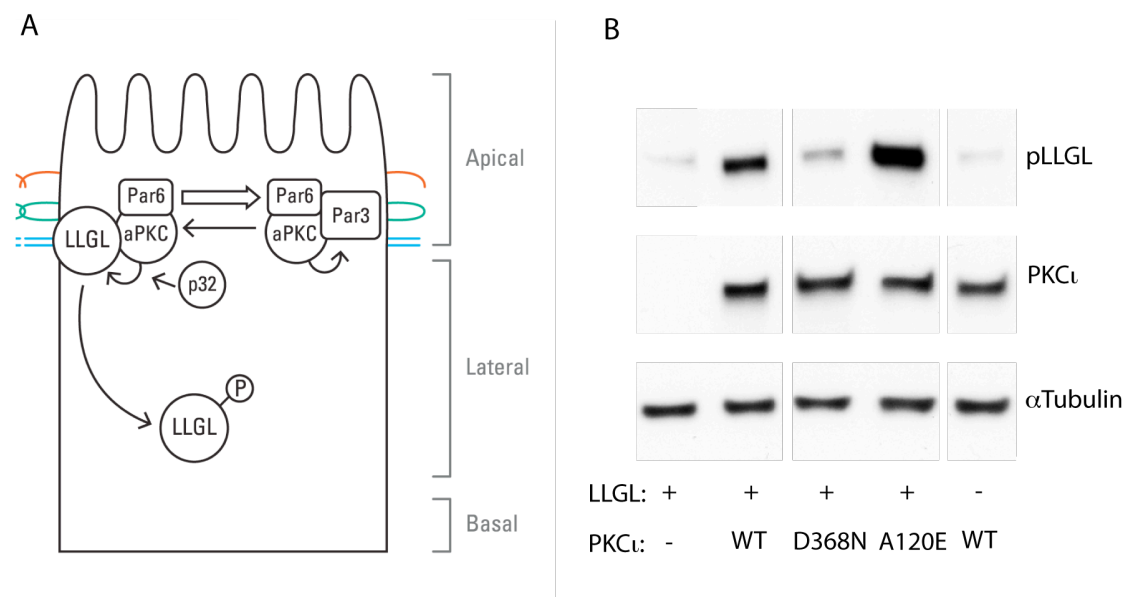 A
B
Par6
Par6
Par3
LLGL
aPKC
aPKC
p32
P
LLGL
Apical
Lateral
Basal
pLLGL
PKCι
αTubulin
LLGL: + + + + -
PKCι: - WT D368N A120E WT